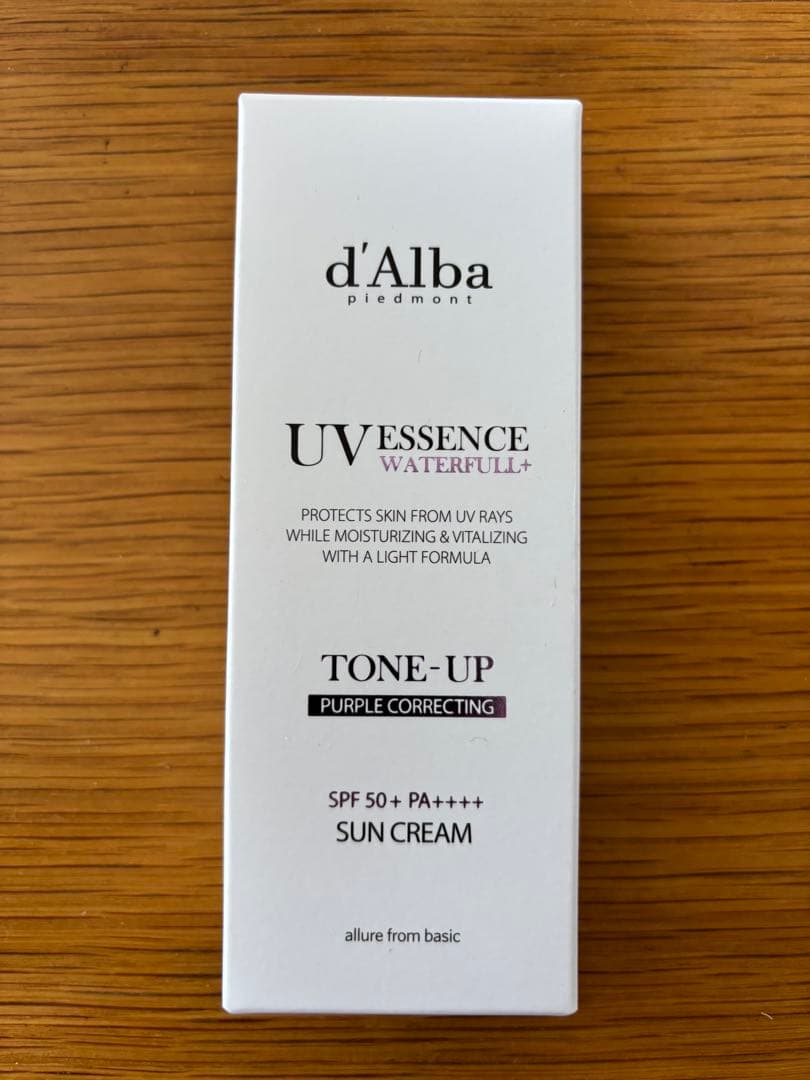 d'Alba
piedmont
UV ESSENCE
WATERFULL+
PROTECTS SKIN FROM UV RAYS
WHILE MOISTURIZING & VITALIZING
WITH A LIGHT FORMULA
TONE-UP
PURPLE CORRECTING
SPF 50+ PA++++
SUN CREAM
allure from basic